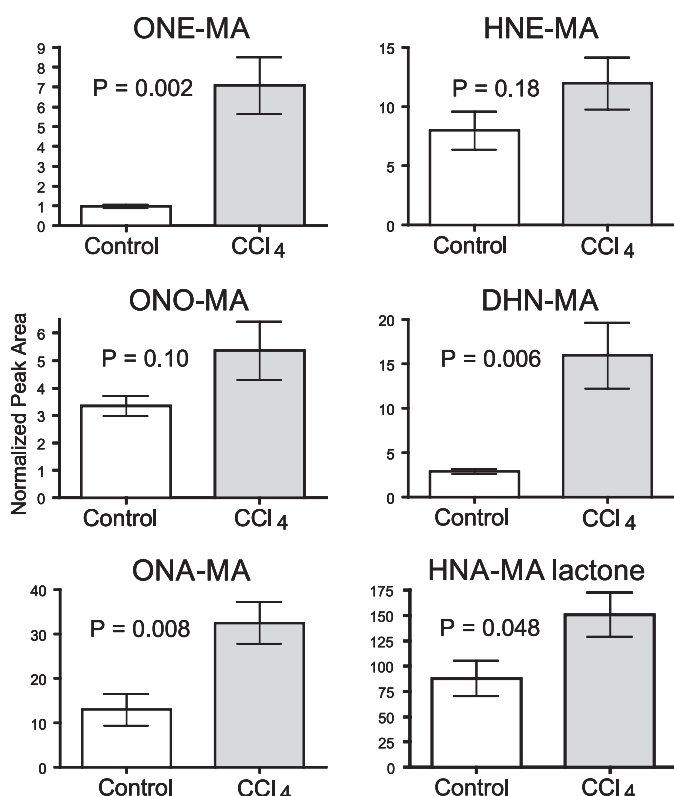 ONE-MA
9
8
7
6
5
4
3
2
1
0
P = 0.002
Control CCl4
HNE-MA
15
10
5
0
P = 0.18
Control CCl4
Normalized Peak Area
ONO-MA
6
5
4
3
2
1
0
P = 0.10
Control CCl4
DHN-MA
20
15
10
5
0
P = 0.006
Control CCl4
ONA-MA
40
30
20
10
0
P = 0.008
Control CCl4
HNA-MA lactone
175
150
125
100
75
50
25
0
P = 0.048
Control CCl4